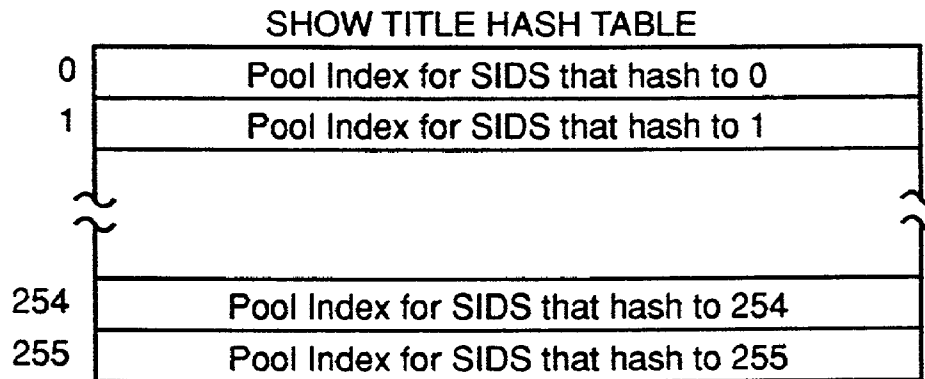 SHOW TITLE HASH TABLE
0 Pool Index for SIDS that hash to 0
1 Pool Index for SIDS that hash to 1
254 Pool Index for SIDS that hash to 254
255 Pool Index for SIDS that hash to 255